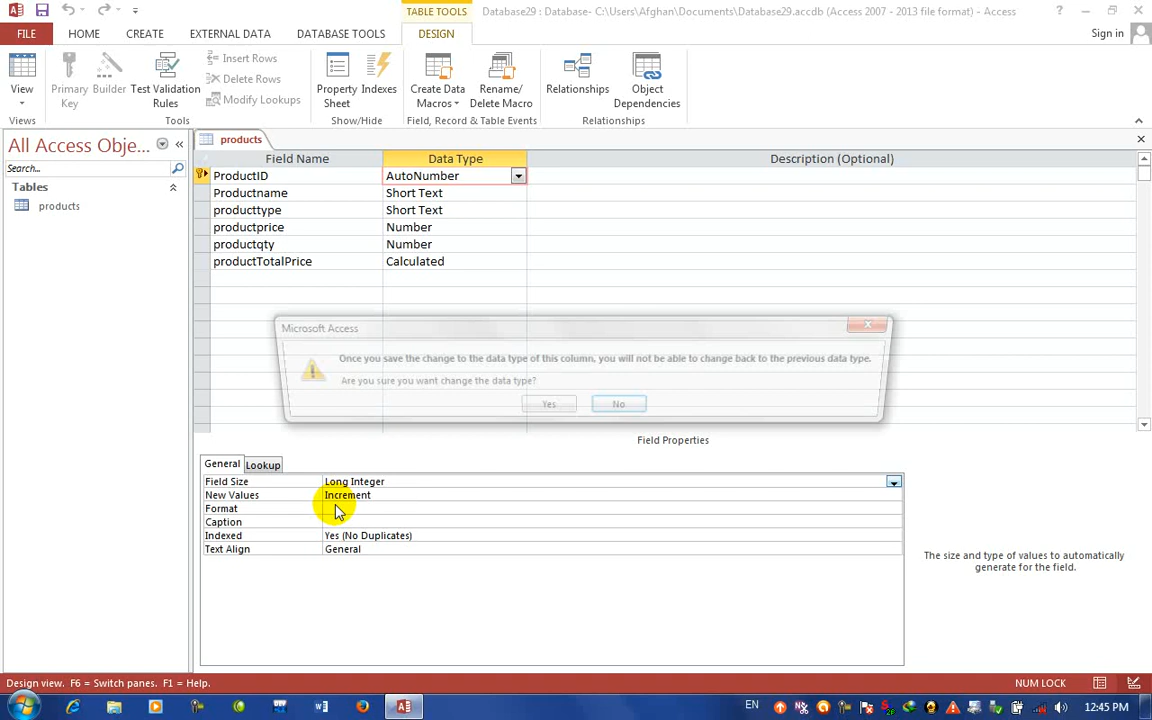 TABLE TOOLS
Database29 : Database- C:\Users\Afghan\Documents\Database29.accdb (Access 2007 - 2013 file format) - Access
FILE HOME CREATE EXTERNAL DATA DATABASE TOOLS DESIGN Sign in
View
Primary Key
Builder
Test Validation Rules
Insert Rows
Delete Rows
Modify Lookups
Property Sheet
Indexes
Create Data Macros
Rename/ Delete Macro
Relationships
Object Dependencies
Views Tools Show/Hide Field, Record & Table Events Relationships
All Access Obje...
Search...
Tables
products
products
Field Name Data Type Description (Optional)
ProductID AutoNumber
Productname Short Text
producttype Short Text
productprice Number
productqty Number
productTotalPrice Calculated
Microsoft Access
Once you save the change to the data type of this column, you will not be able to change back to the previous data type.
Are you sure you want change the data type?
Yes No
Field Properties
General Lookup
Field Size Long Integer
New Values Increment
Format
Caption
Indexed Yes (No Duplicates)
Text Align General
The size and type of values to automatically
generate for the field.
Design view. F6 = Switch panes. F1 = Help. NUM LOCK
EN 12:45 PM